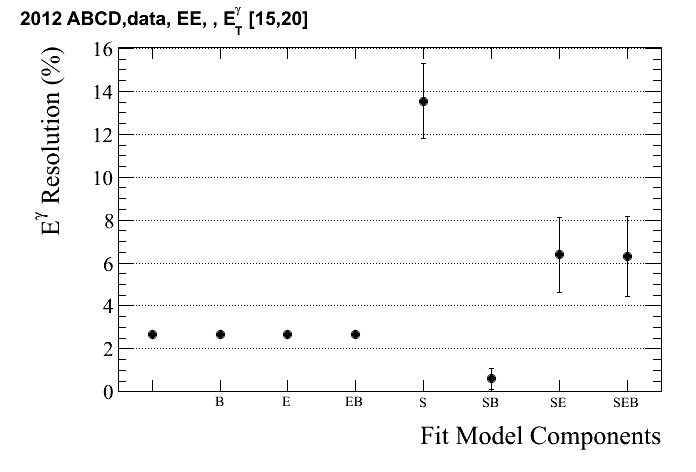 2012 ABCD,data, EE, , E_T^γ [15,20]
E^γ Resolution (%)
16
14
12
10
8
6
4
2
0
B E EB S SB SE SEB
Fit Model Components